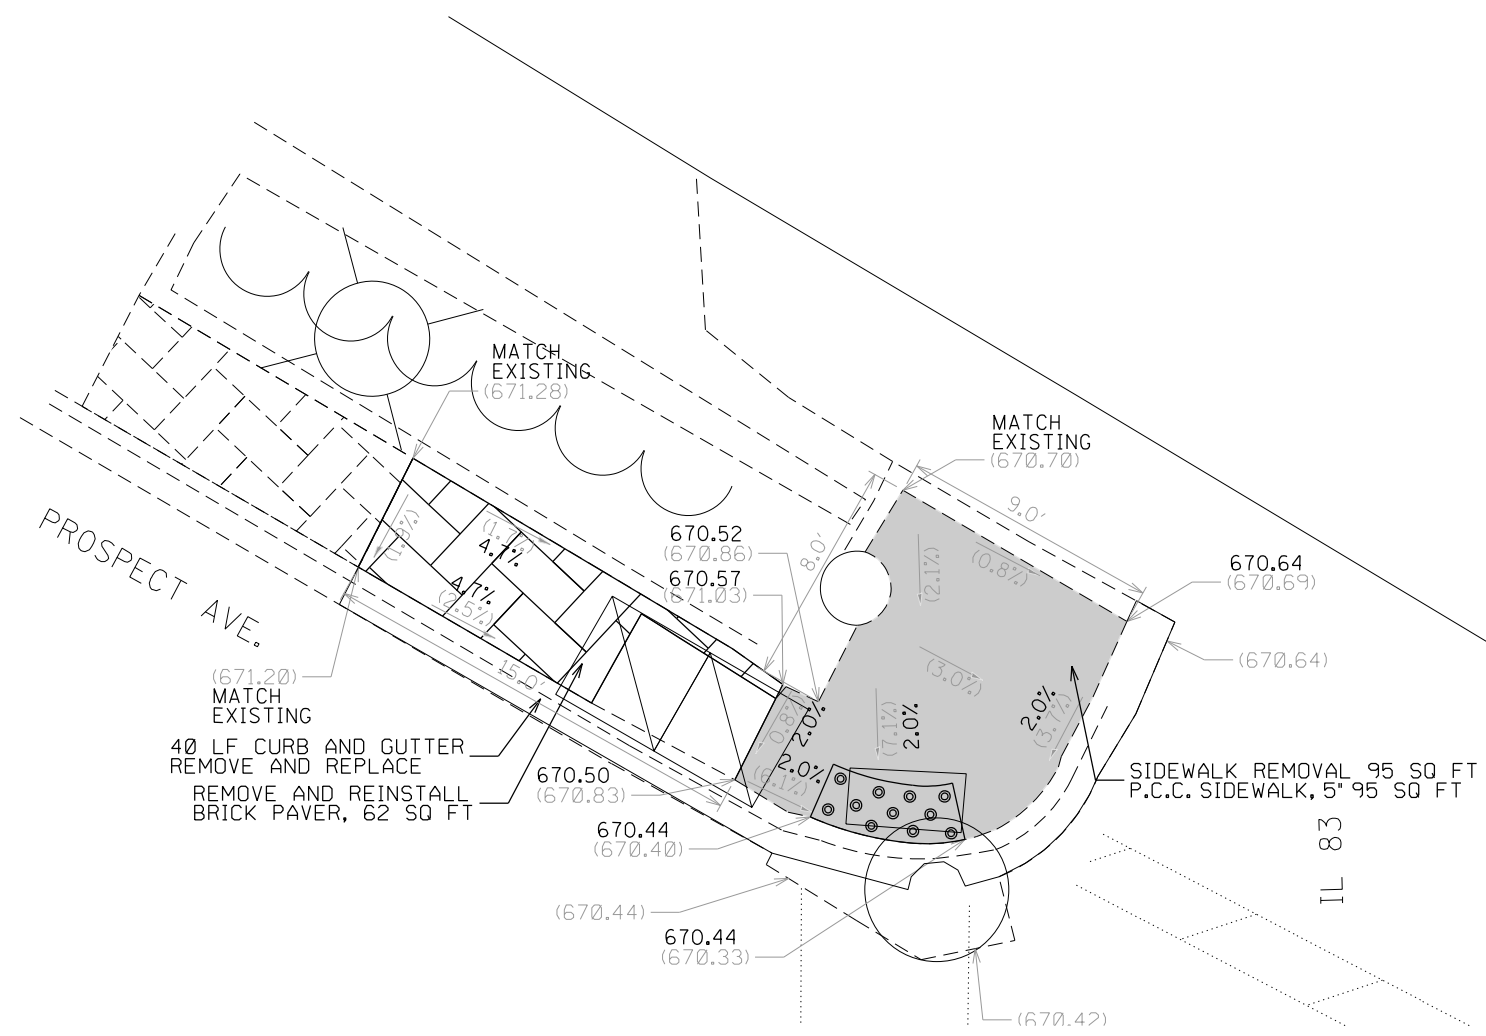 MATCH
EXISTING
(671.28)
MATCH
EXISTING
(670.70)
9.0'
8.0'
(1.9%)
(1.7%)
4.7%
4.7%
(2.5%)
670.52
(670.86)
670.57
(671.03)
(2.1%)
(0.8%)
670.64
(670.69)
PROSPECT AVE.
(671.20)
MATCH
EXISTING
15.0'
(3.0%)
(670.64)
(0.8%)
2.0%
(7.1%)
2.0%
2.0%
(3.7%)
40 LF CURB AND GUTTER
REMOVE AND REPLACE
REMOVE AND REINSTALL
BRICK PAVER, 62 SQ FT
670.50
(670.83)
2.0%
(6.1%)
SIDEWALK REMOVAL 95 SQ FT
P.C.C. SIDEWALK, 5" 95 SQ FT
670.44
(670.40)
IL 83
(670.44)
670.44
(670.33)
(670.42)